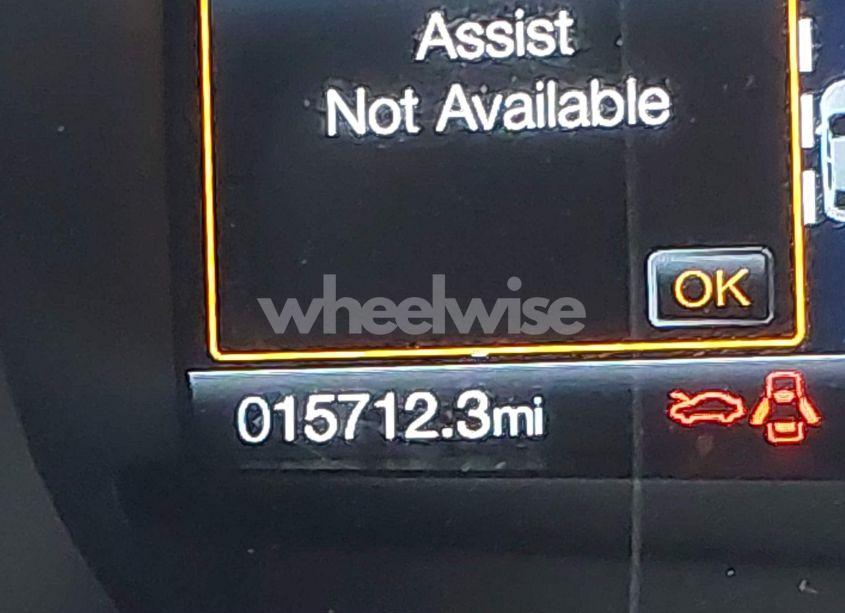 Assist
Not Available
OK
wheelwise
015712.3mi